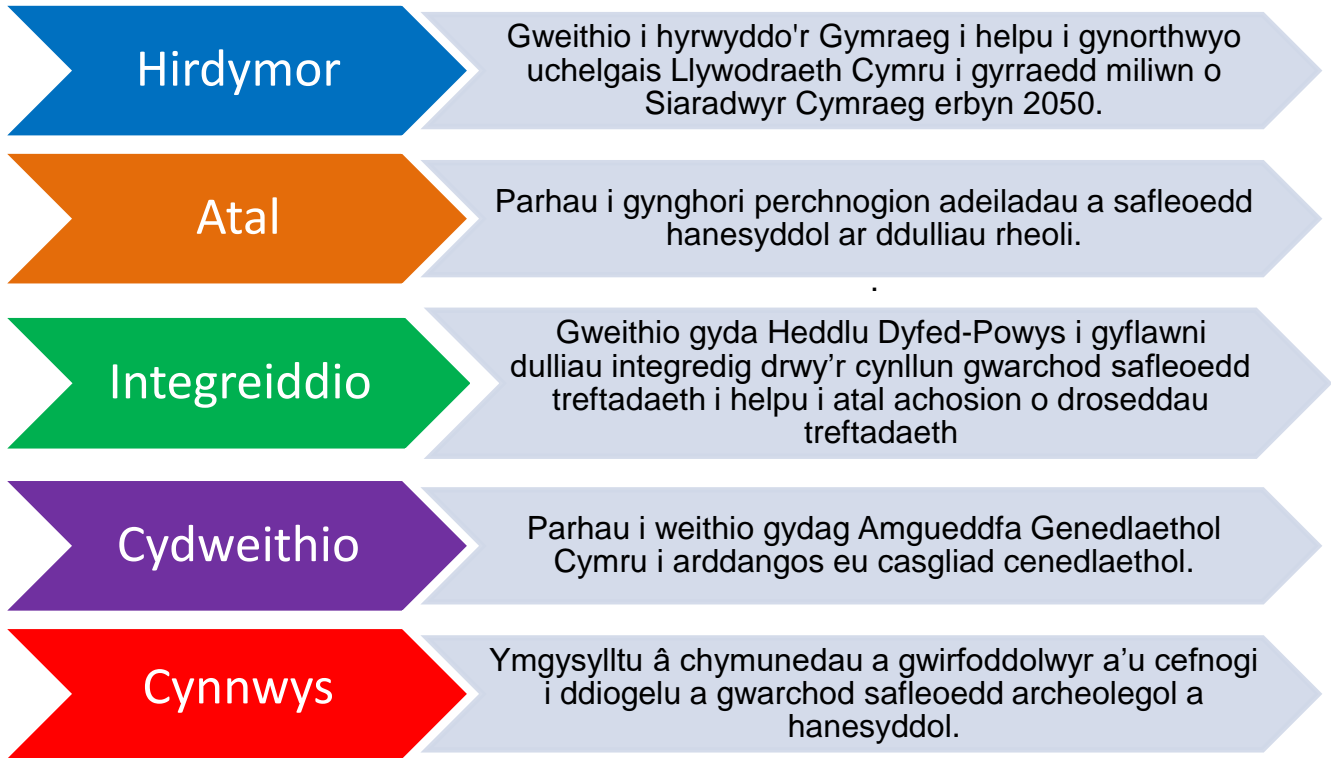 Hirdymor
Gweithio i hyrwyddo'r Gymraeg i helpu i gynorthwyo
uchelgais Llywodraeth Cymru i gyrraedd miliwn o
Siaradwyr Cymraeg erbyn 2050.
Atal
Parhau i gynghori perchnogion adeiladau a safleoedd
hanesyddol ar ddulliau rheoli.
.
Integreiddio
Gweithio gyda Heddlu Dyfed-Powys i gyflawni
dulliau integredig drwy’r cynllun gwarchod safleoedd
treftadaeth i helpu i atal achosion o droseddau
treftadaeth
Cydweithio
Parhau i weithio gydag Amgueddfa Genedlaethol
Cymru i arddangos eu casgliad cenedlaethol.
Cynnwys
Ymgysylltu â chymunedau a gwirfoddolwyr a’u cefnogi
i ddiogelu a gwarchod safleoedd archeolegol a
hanesyddol.